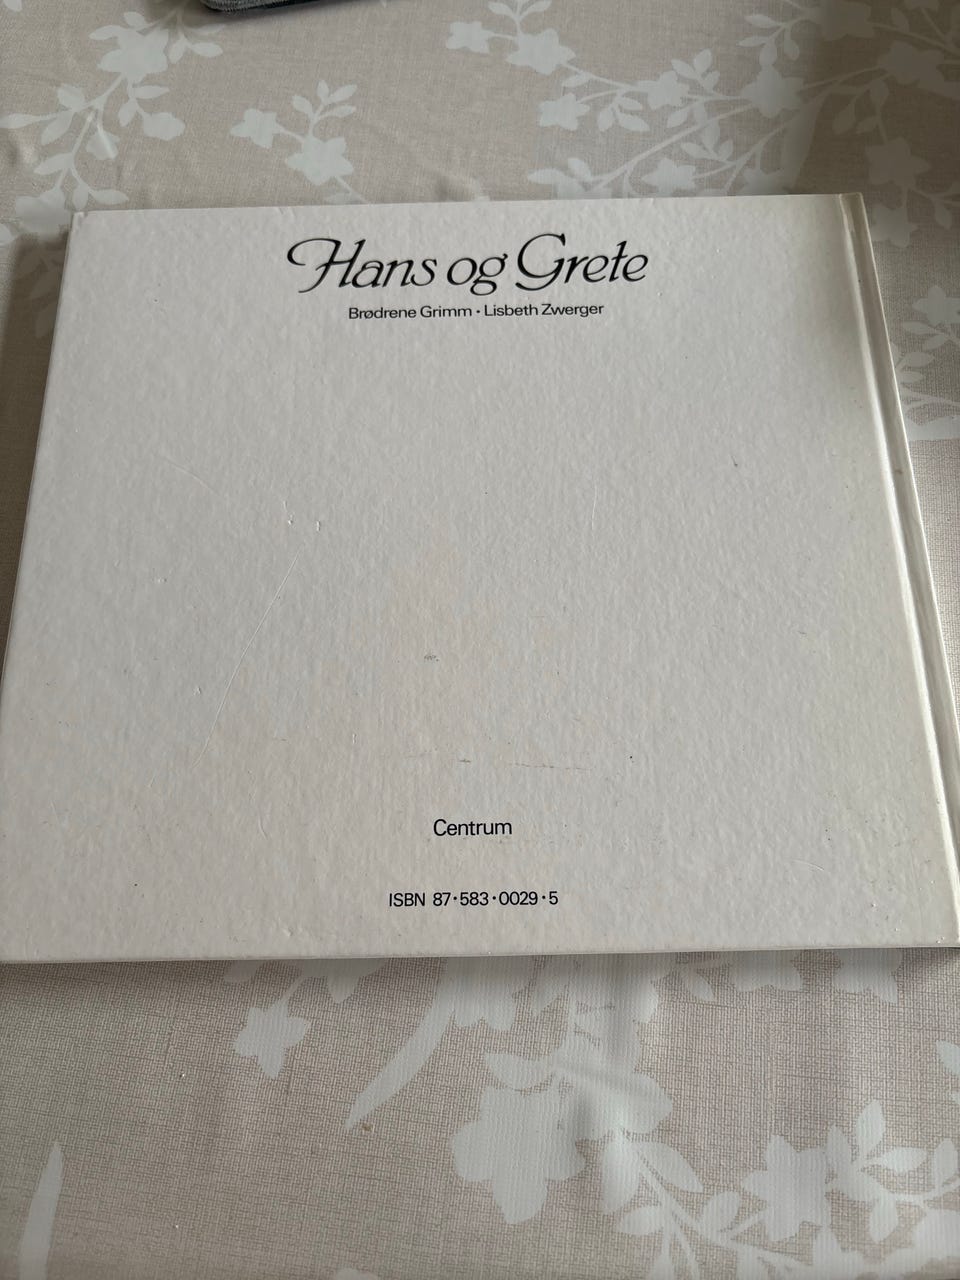 Hans og Grete
Brødrene Grimm · Lisbeth Zwerger
Centrum
ISBN 87·583·0029·5